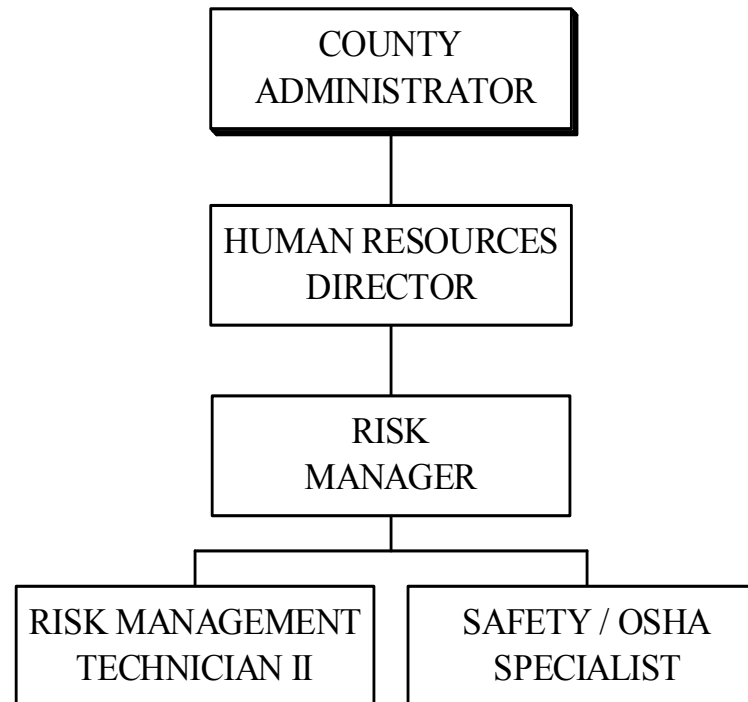 COUNTY
ADMINISTRATOR
HUMAN RESOURCES
DIRECTOR
RISK
MANAGER
RISK MANAGEMENT
TECHNICIAN II
SAFETY / OSHA
SPECIALIST